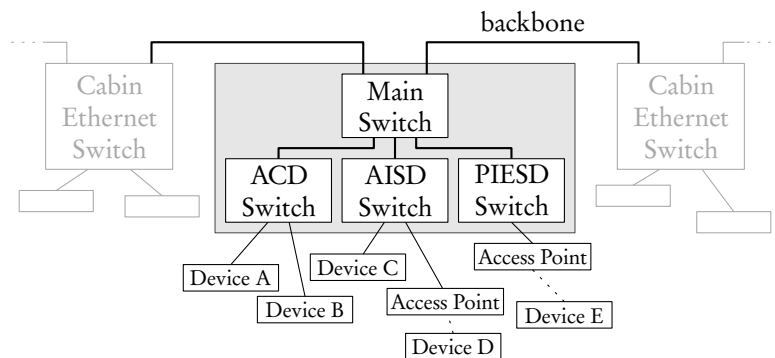 backbone
Cabin
Ethernet
Switch
Main
Switch
Cabin
Ethernet
Switch
ACD
Switch
AISD
Switch
PIESD
Switch
Device A
Device B
Device C
Access Point
Device D
Access Point
Device E